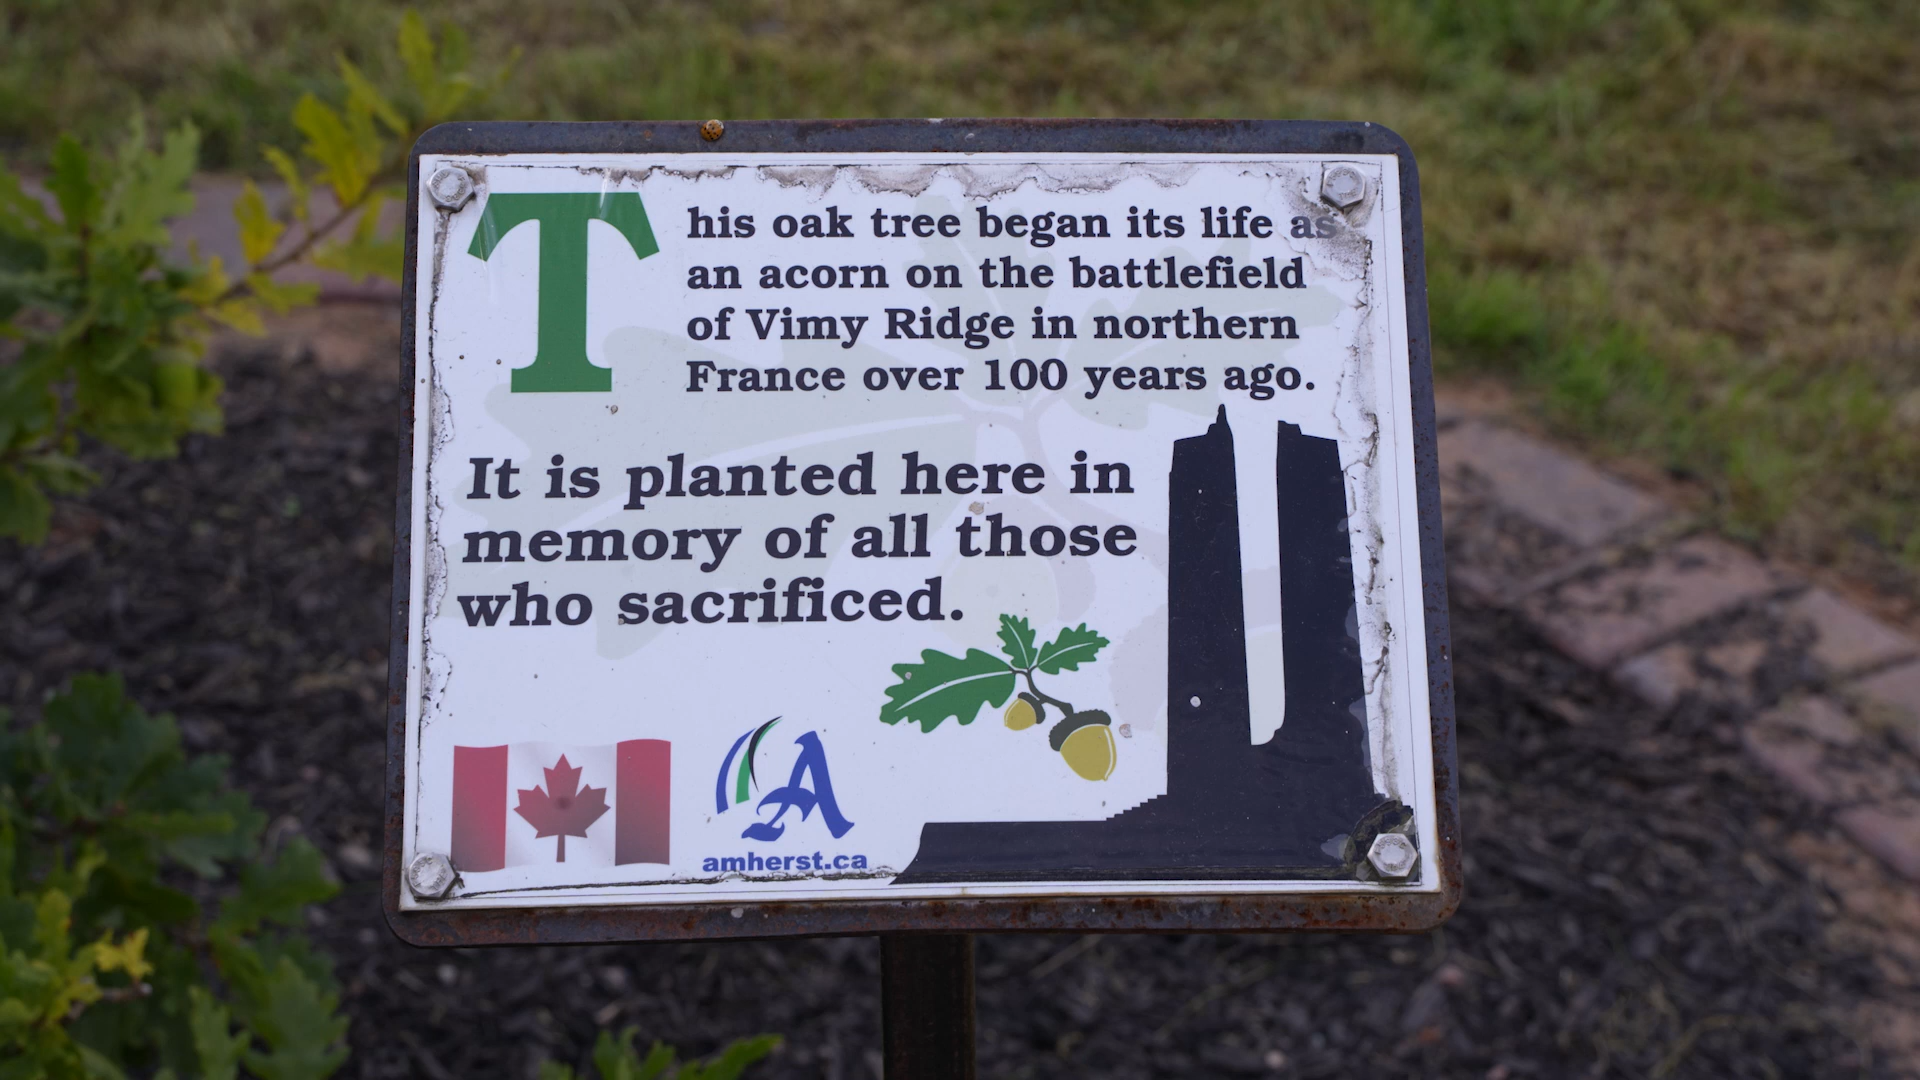 This oak tree began its life as
an acorn on the battlefield
of Vimy Ridge in northern
France over 100 years ago.
It is planted here in
memory of all those
who sacrificed.
A
amherst.ca